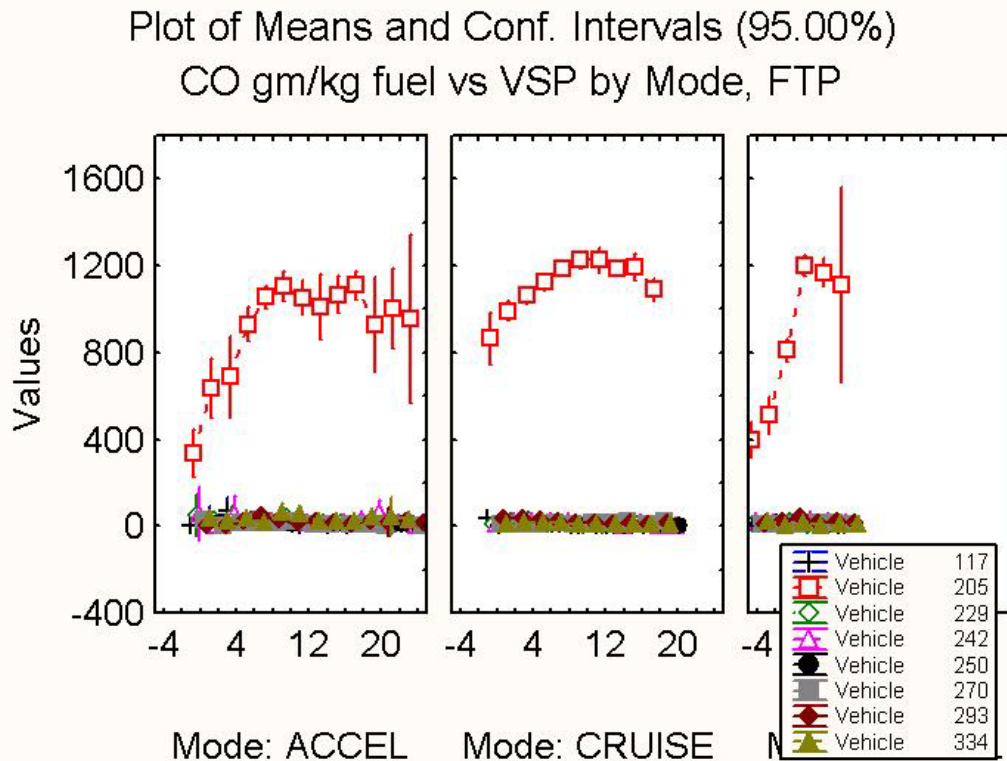 Plot of Means and Conf. Intervals (95.00%)
CO gm/kg fuel vs VSP by Mode, FTP
Values
1600
1200
800
400
0
-400
-4 4 12 20 -4 4 12 20 -4
Mode: ACCEL Mode: CRUISE
Vehicle 117
Vehicle 205
Vehicle 229
Vehicle 242
Vehicle 250
Vehicle 270
Vehicle 293
Vehicle 334